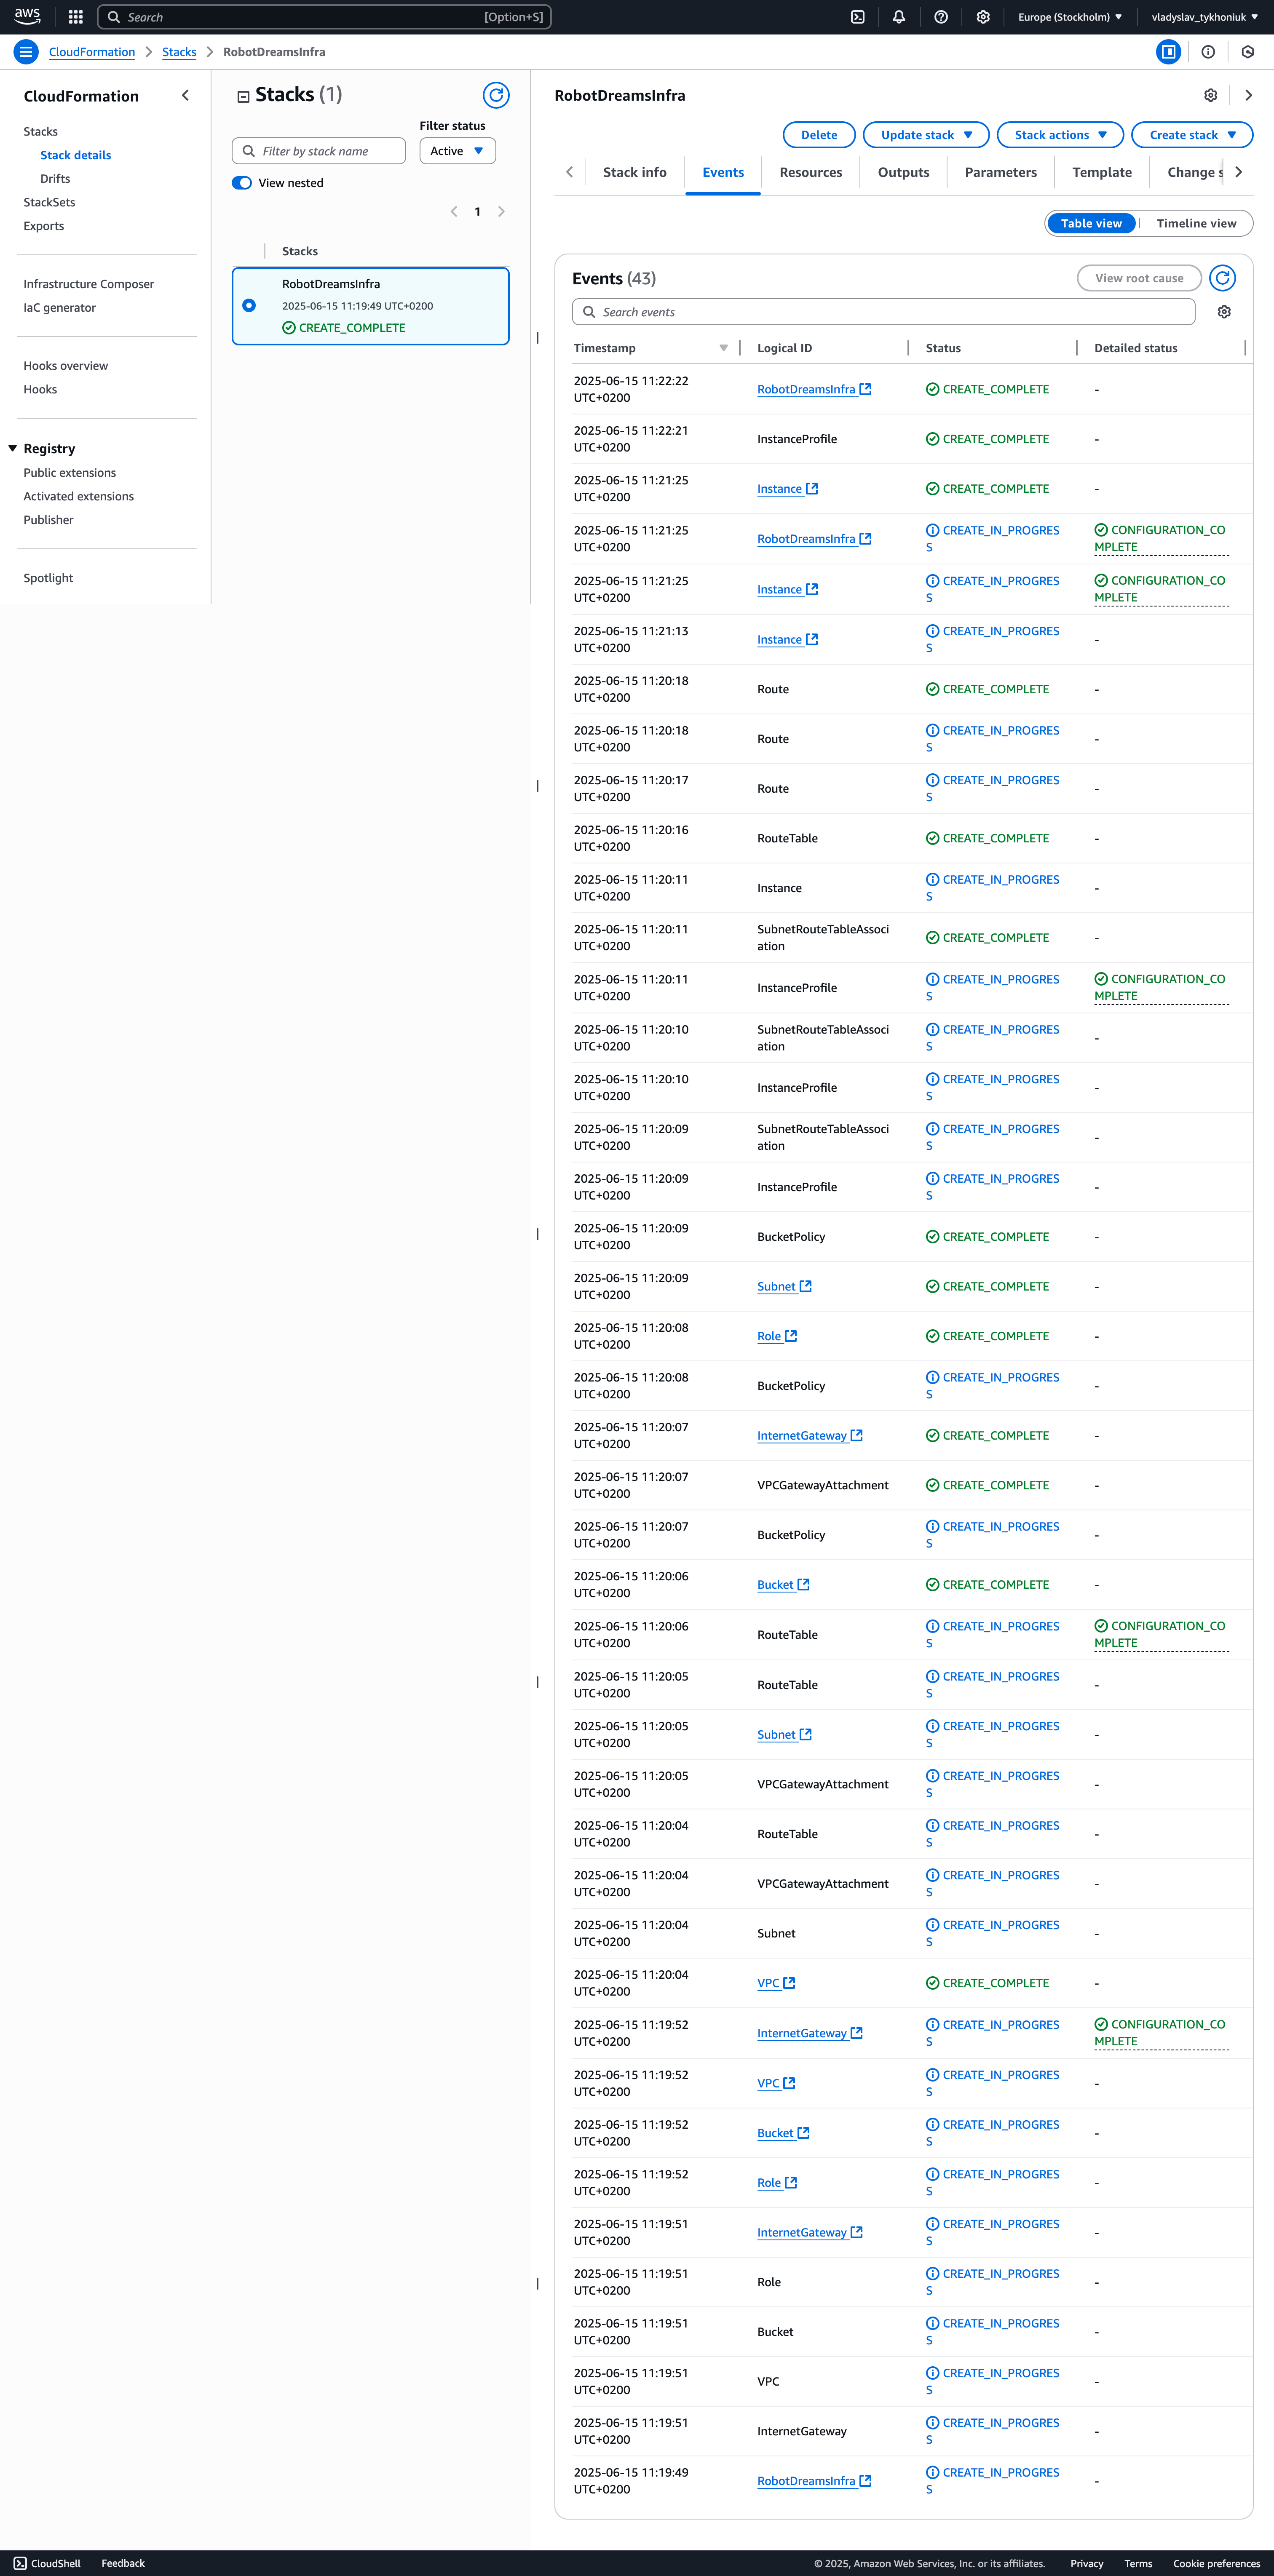 aws
Search
[Option+S]
Europe (Stockholm)
vladyslav_tykhoniuk
CloudFormation
Stacks
RobotDreamsInfra
CloudFormation
Stacks
Stack details
Drifts
StackSets
Exports
Infrastructure Composer
IaC generator
Hooks overview
Hooks
Registry
Public extensions
Activated extensions
Publisher
Spotlight
Stacks (1)
Filter status
Filter by stack name
Active
View nested
1
Stacks
RobotDreamsInfra
2025-06-15 11:19:49 UTC+0200
CREATE_COMPLETE
RobotDreamsInfra
Delete
Update stack
Stack actions
Create stack
Stack info
Events
Resources
Outputs
Parameters
Template
Change s
Table view
Timeline view
Events (43)
View root cause
Search events
Timestamp Logical ID Status Detailed status
2025-06-15 11:22:22 UTC+0200 RobotDreamsInfra CREATE_COMPLETE -
2025-06-15 11:22:21 UTC+0200 InstanceProfile CREATE_COMPLETE -
2025-06-15 11:21:25 UTC+0200 Instance CREATE_COMPLETE -
2025-06-15 11:21:25 UTC+0200 RobotDreamsInfra CREATE_IN_PROGRESS CONFIGURATION_COMPLETE
2025-06-15 11:21:25 UTC+0200 Instance CREATE_IN_PROGRESS CONFIGURATION_COMPLETE
2025-06-15 11:21:13 UTC+0200 Instance CREATE_IN_PROGRESS -
2025-06-15 11:20:18 UTC+0200 Route CREATE_COMPLETE -
2025-06-15 11:20:18 UTC+0200 Route CREATE_IN_PROGRESS -
2025-06-15 11:20:17 UTC+0200 Route CREATE_IN_PROGRESS -
2025-06-15 11:20:16 UTC+0200 RouteTable CREATE_COMPLETE -
2025-06-15 11:20:11 UTC+0200 Instance CREATE_IN_PROGRESS -
2025-06-15 11:20:11 UTC+0200 SubnetRouteTableAssociation CREATE_COMPLETE -
2025-06-15 11:20:11 UTC+0200 InstanceProfile CREATE_IN_PROGRESS CONFIGURATION_COMPLETE
2025-06-15 11:20:10 UTC+0200 SubnetRouteTableAssociation CREATE_IN_PROGRESS -
2025-06-15 11:20:10 UTC+0200 InstanceProfile CREATE_IN_PROGRESS -
2025-06-15 11:20:09 UTC+0200 SubnetRouteTableAssociation CREATE_IN_PROGRESS -
2025-06-15 11:20:09 UTC+0200 InstanceProfile CREATE_IN_PROGRESS -
2025-06-15 11:20:09 UTC+0200 BucketPolicy CREATE_COMPLETE -
2025-06-15 11:20:09 UTC+0200 Subnet CREATE_COMPLETE -
2025-06-15 11:20:08 UTC+0200 Role CREATE_COMPLETE -
2025-06-15 11:20:08 UTC+0200 BucketPolicy CREATE_IN_PROGRESS -
2025-06-15 11:20:07 UTC+0200 InternetGateway CREATE_COMPLETE -
2025-06-15 11:20:07 UTC+0200 VPCGatewayAttachment CREATE_COMPLETE -
2025-06-15 11:20:07 UTC+0200 BucketPolicy CREATE_IN_PROGRESS -
2025-06-15 11:20:06 UTC+0200 Bucket CREATE_COMPLETE -
2025-06-15 11:20:06 UTC+0200 RouteTable CREATE_IN_PROGRESS CONFIGURATION_COMPLETE
2025-06-15 11:20:05 UTC+0200 RouteTable CREATE_IN_PROGRESS -
2025-06-15 11:20:05 UTC+0200 Subnet CREATE_IN_PROGRESS -
2025-06-15 11:20:05 UTC+0200 VPCGatewayAttachment CREATE_IN_PROGRESS -
2025-06-15 11:20:04 UTC+0200 RouteTable CREATE_IN_PROGRESS -
2025-06-15 11:20:04 UTC+0200 VPCGatewayAttachment CREATE_IN_PROGRESS -
2025-06-15 11:20:04 UTC+0200 Subnet CREATE_IN_PROGRESS -
2025-06-15 11:20:04 UTC+0200 VPC CREATE_COMPLETE -
2025-06-15 11:19:52 UTC+0200 InternetGateway CREATE_IN_PROGRESS CONFIGURATION_COMPLETE
2025-06-15 11:19:52 UTC+0200 VPC CREATE_IN_PROGRESS -
2025-06-15 11:19:52 UTC+0200 Bucket CREATE_IN_PROGRESS -
2025-06-15 11:19:52 UTC+0200 Role CREATE_IN_PROGRESS -
2025-06-15 11:19:51 UTC+0200 InternetGateway CREATE_IN_PROGRESS -
2025-06-15 11:19:51 UTC+0200 Role CREATE_IN_PROGRESS -
2025-06-15 11:19:51 UTC+0200 Bucket CREATE_IN_PROGRESS -
2025-06-15 11:19:51 UTC+0200 VPC CREATE_IN_PROGRESS -
2025-06-15 11:19:51 UTC+0200 InternetGateway CREATE_IN_PROGRESS -
2025-06-15 11:19:49 UTC+0200 RobotDreamsInfra CREATE_IN_PROGRESS -
CloudShell
Feedback
© 2025, Amazon Web Services, Inc. or its affiliates.
Privacy
Terms
Cookie preferences